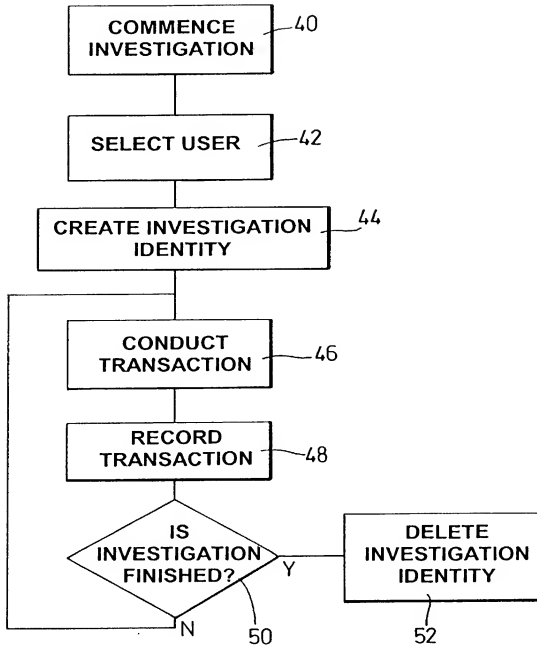 COMMENCE
INVESTIGATION
40
SELECT USER
42
CREATE INVESTIGATION
IDENTITY
44
CONDUCT
TRANSACTION
46
RECORD
TRANSACTION
48
IS
INVESTIGATION
FINISHED?
Y
N
50
DELETE
INVESTIGATION
IDENTITY
52